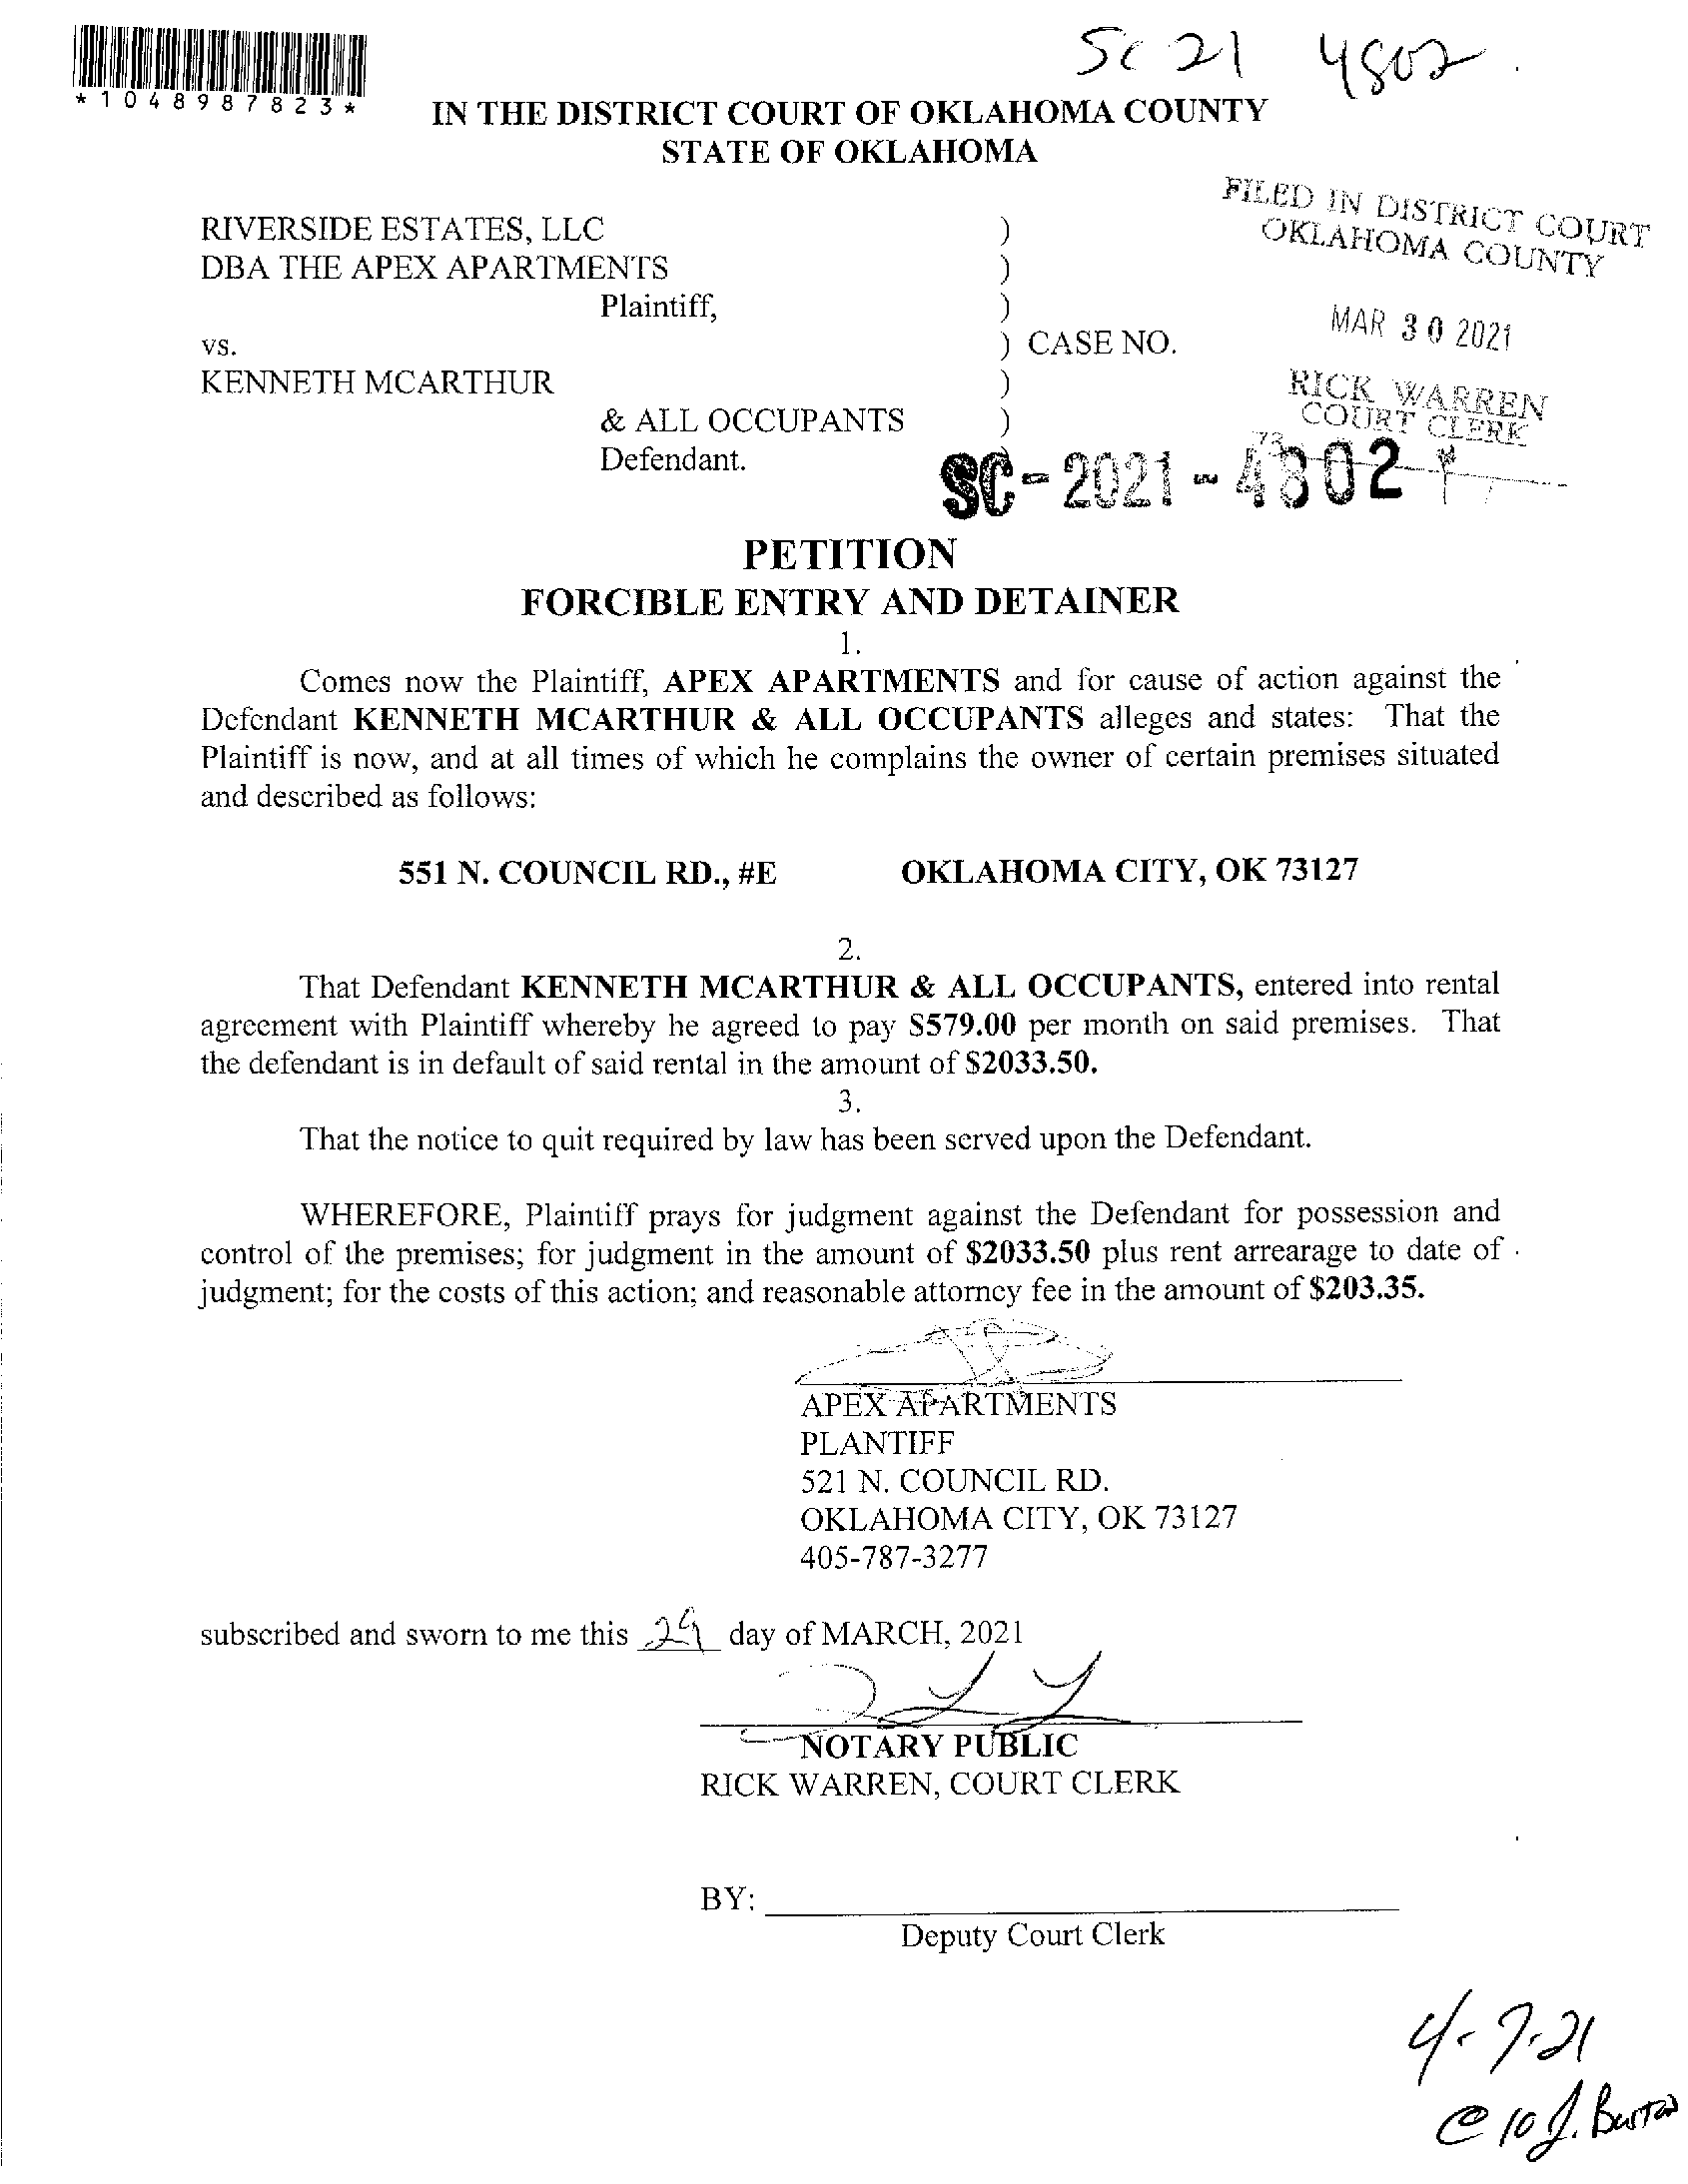 SC 21 4802
*1048987823*
IN THE DISTRICT COURT OF OKLAHOMA COUNTY
STATE OF OKLAHOMA
FILED IN DISTRICT COURT
OKLAHOMA COUNTY
MAR 30 2021
RICK WARREN
COURT CLERK
73
RIVERSIDE ESTATES, LLC )
DBA THE APEX APARTMENTS )
Plaintiff, )
vs. ) CASE NO.
KENNETH MCARTHUR )
& ALL OCCUPANTS )
Defendant. )
SC-2021-4802
PETITION
FORCIBLE ENTRY AND DETAINER
1.
Comes now the Plaintiff, APEX APARTMENTS and for cause of action against the
Defendant KENNETH MCARTHUR & ALL OCCUPANTS alleges and states: That the
Plaintiff is now, and at all times of which he complains the owner of certain premises situated
and described as follows:
551 N. COUNCIL RD., #E OKLAHOMA CITY, OK 73127
2.
That Defendant KENNETH MCARTHUR & ALL OCCUPANTS, entered into rental
agreement with Plaintiff whereby he agreed to pay $579.00 per month on said premises. That
the defendant is in default of said rental in the amount of $2033.50.
3.
That the notice to quit required by law has been served upon the Defendant.
WHEREFORE, Plaintiff prays for judgment against the Defendant for possession and
control of the premises; for judgment in the amount of $2033.50 plus rent arrearage to date of
judgment; for the costs of this action; and reasonable attorney fee in the amount of $203.35.
APEX APARTMENTS
PLANTIFF
521 N. COUNCIL RD.
OKLAHOMA CITY, OK 73127
405-787-3277
subscribed and sworn to me this 29 day of MARCH, 2021
NOTARY PUBLIC
RICK WARREN, COURT CLERK
BY:
Deputy Court Clerk
4-7-21
@ 10 J. Burton